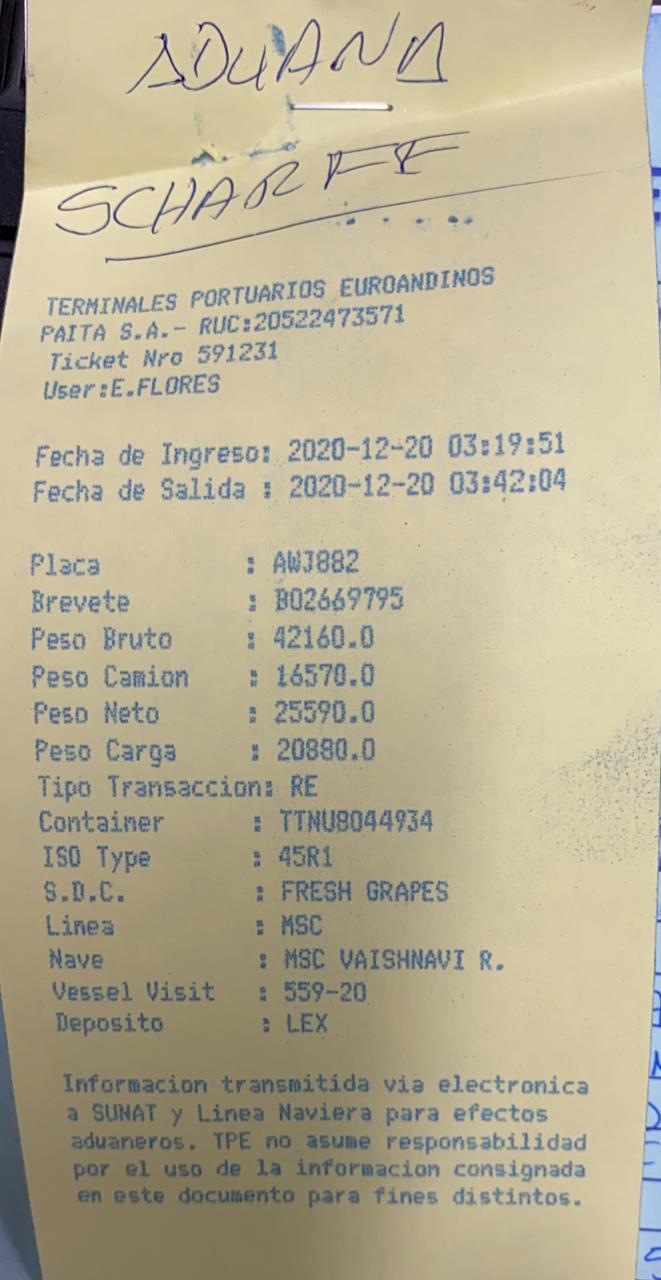 ADUANA
SCHARFF
TERMINALES PORTUARIOS EUROANDINOS
PAITA S.A.- RUC:20522473571
Ticket Nro 591231
User:E.FLORES
Fecha de Ingreso: 2020-12-20 03:19:51
Fecha de Salida : 2020-12-20 03:42:04
Placa : AWJ882
Brevete : B02669795
Peso Bruto : 42160.0
Peso Camion : 16570.0
Peso Neto : 25590.0
Peso Carga : 20880.0
Tipo Transaccion: RE
Container : TTNU8044934
ISO Type : 45R1
S.D.C. : FRESH GRAPES
Linea : MSC
Nave : MSC VAISHNAVI R.
Vessel Visit : 559-20
Deposito : LEX
Informacion transmitida via electronica
a SUNAT y Linea Naviera para efectos
aduaneros. TPE no asume responsabilidad
por el uso de la informacion consignada
en este documento para fines distintos.